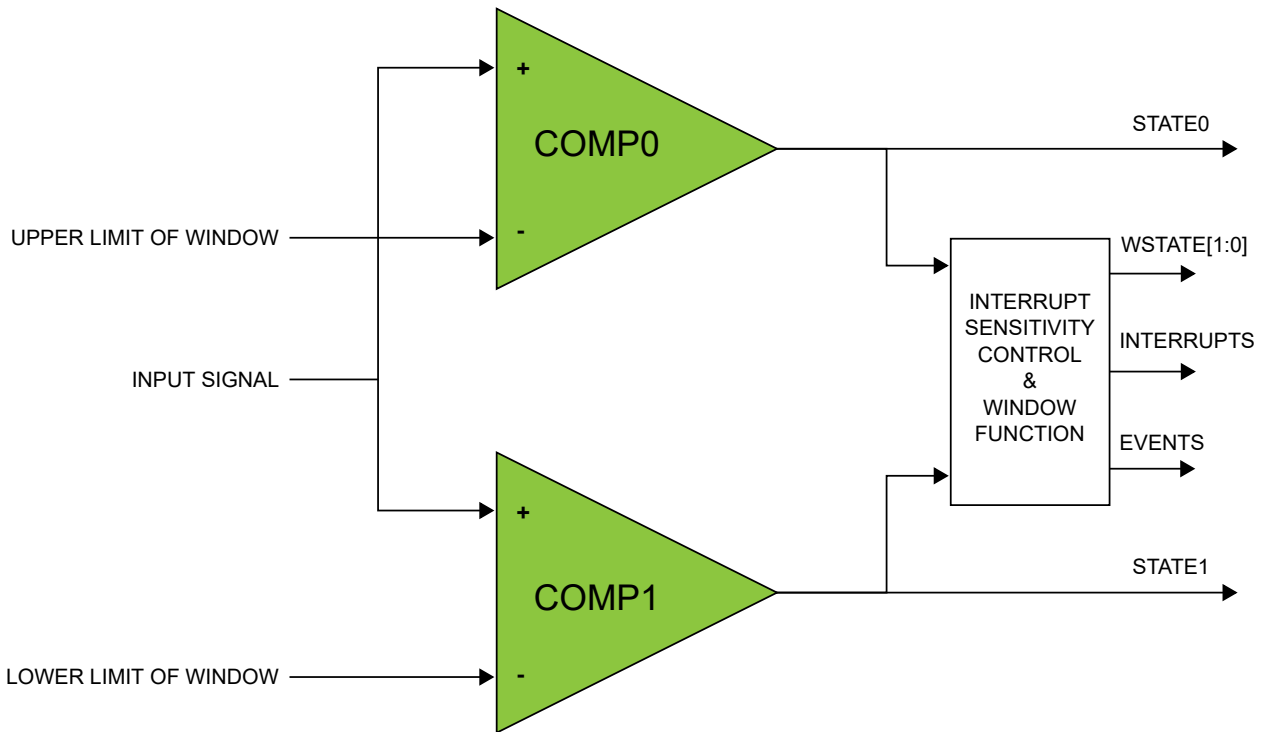 +
COMP0
-
STATE0
UPPER LIMIT OF WINDOW
WSTATE[1:0]
INTERRUPT
SENSITIVITY
CONTROL
&
WINDOW
FUNCTION
INTERRUPTS
EVENTS
INPUT SIGNAL
+
COMP1
-
STATE1
LOWER LIMIT OF WINDOW